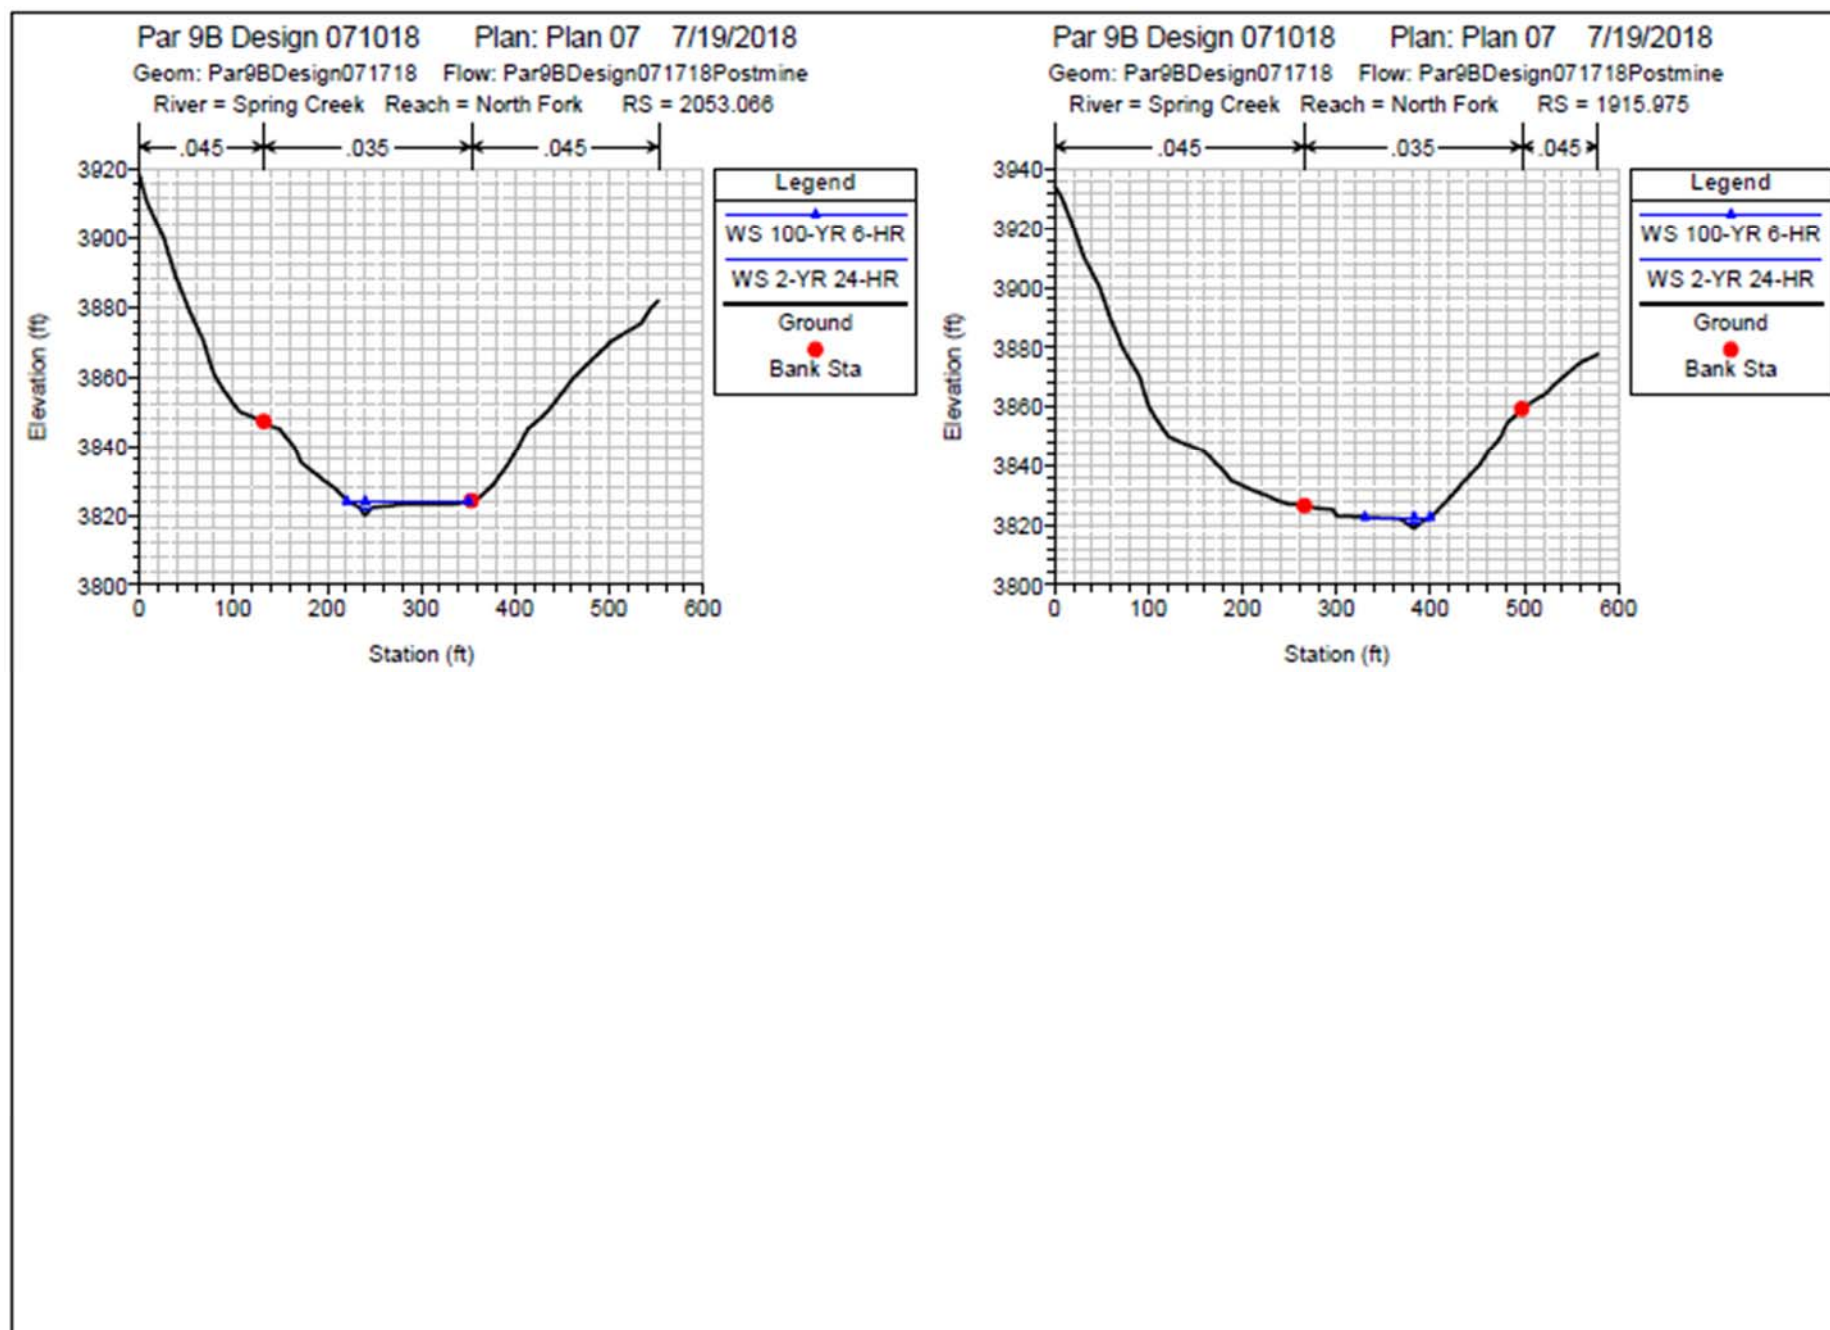 Par 9B Design 071018 Plan: Plan 07 7/19/2018
Geom: Par9BDesign071718 Flow: Par9BDesign071718Postmine
River = Spring Creek Reach = North Fork RS = 2053.066
.045 .035 .045
3920
3900
3880
3860
3840
3820
3800
Elevation (ft)
0 100 200 300 400 500 600
Station (ft)
Legend
WS 100-YR 6-HR
WS 2-YR 24-HR
Ground
Bank Sta
Par 9B Design 071018 Plan: Plan 07 7/19/2018
Geom: Par9BDesign071718 Flow: Par9BDesign071718Postmine
River = Spring Creek Reach = North Fork RS = 1915.975
.045 .035 .045
3940
3920
3900
3880
3860
3840
3820
3800
Elevation (ft)
0 100 200 300 400 500 600
Station (ft)
Legend
WS 100-YR 6-HR
WS 2-YR 24-HR
Ground
Bank Sta